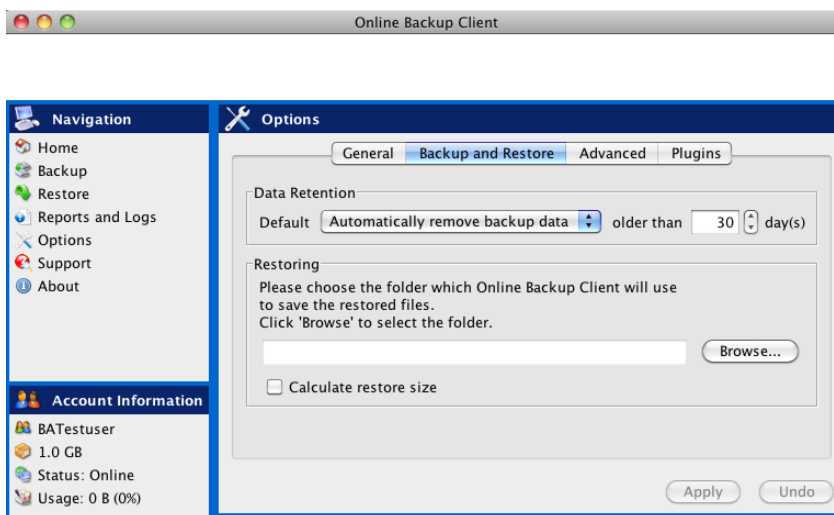 Online Backup Client
Navigation
Home
Backup
Restore
Reports and Logs
Options
Support
About
Account Information
BATestuser
1.0 GB
Status: Online
Usage: 0 B (0%)
Options
General Backup and Restore Advanced Plugins
Data Retention
Default Automatically remove backup data older than 30 day(s)
Restoring
Please choose the folder which Online Backup Client will use
to save the restored files.
Click 'Browse' to select the folder.
Browse...
Calculate restore size
Apply Undo